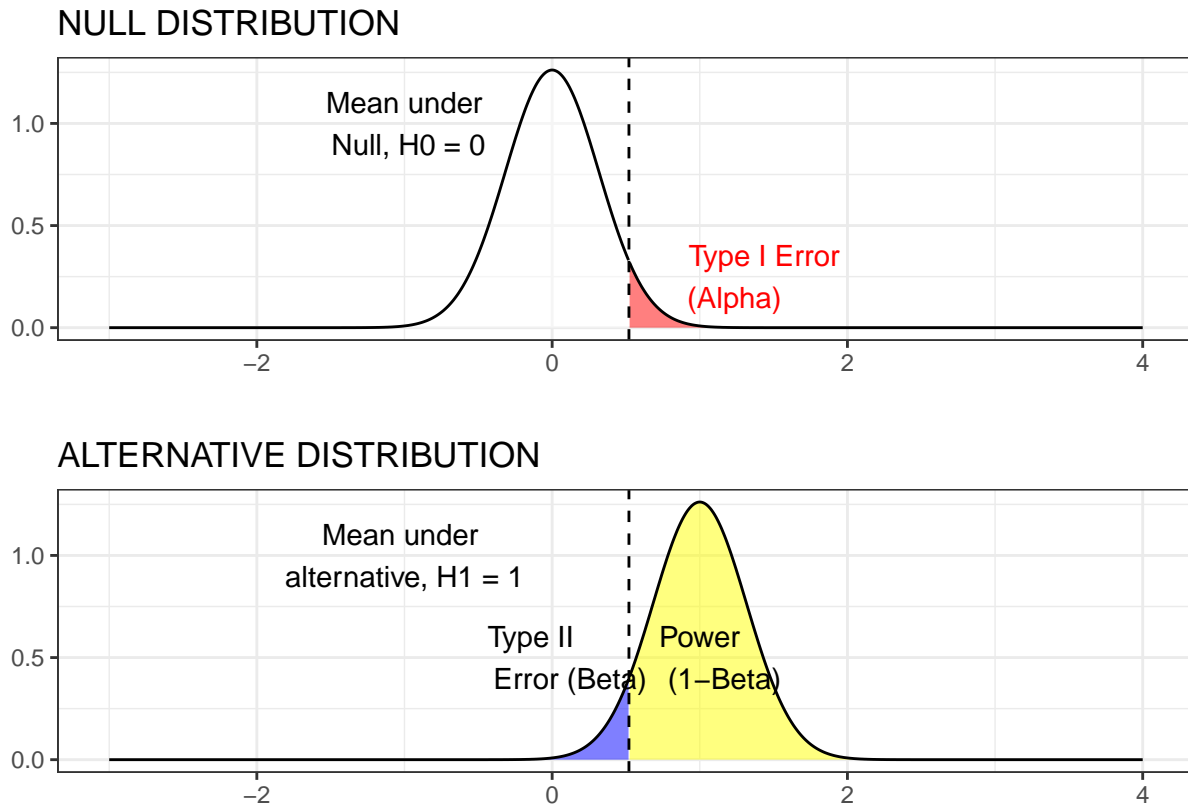 NULL DISTRIBUTION
Mean under
Null, H0 = 0
1.0
0.5
0.0
Type I Error
(Alpha)
−2
0
2
4
ALTERNATIVE DISTRIBUTION
Mean under
alternative, H1 = 1
1.0
0.5
0.0
Type II
Error (Beta)
Power
(1−Beta)
−2
0
2
4